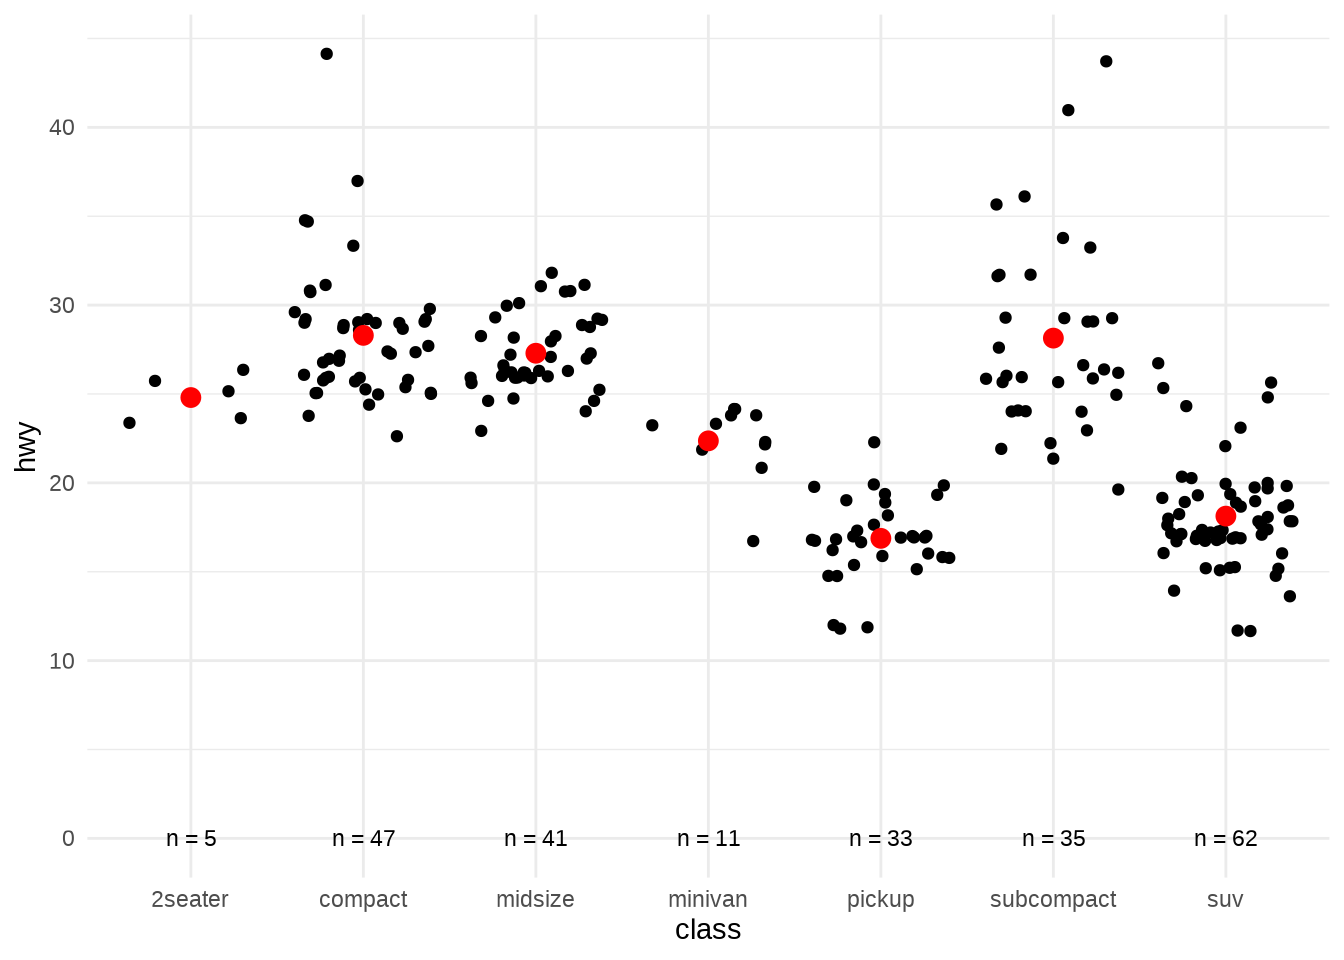 hwy
40
30
20
10
0
n = 5 n = 47 n = 41 n = 11 n = 33 n = 35 n = 62
2seater compact midsize minivan pickup subcompact suv
class